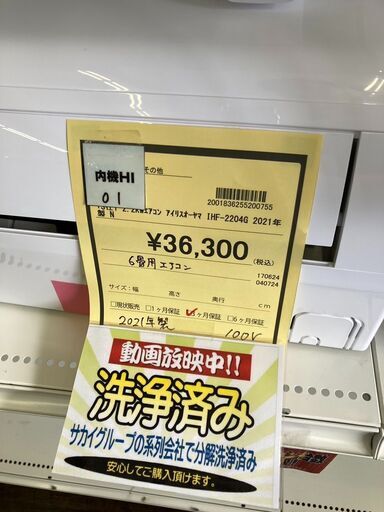 その他
内機HI
01
2001836255200755
2.2KWエアコン アイリスオーヤマ IHF-2204G 2021年
製 N
¥36,300
(税込)
6畳用エアコン
170624
040724
サイズ:幅 高さ 奥行 cm
□現状販売 □1ヶ月保証 ヶ月保証 □6ヶ月保証
2021年製 100V
動画放映中!!
洗浄済み
サカイグループの系列会社で分解洗浄済み
安心してご購入頂けます。